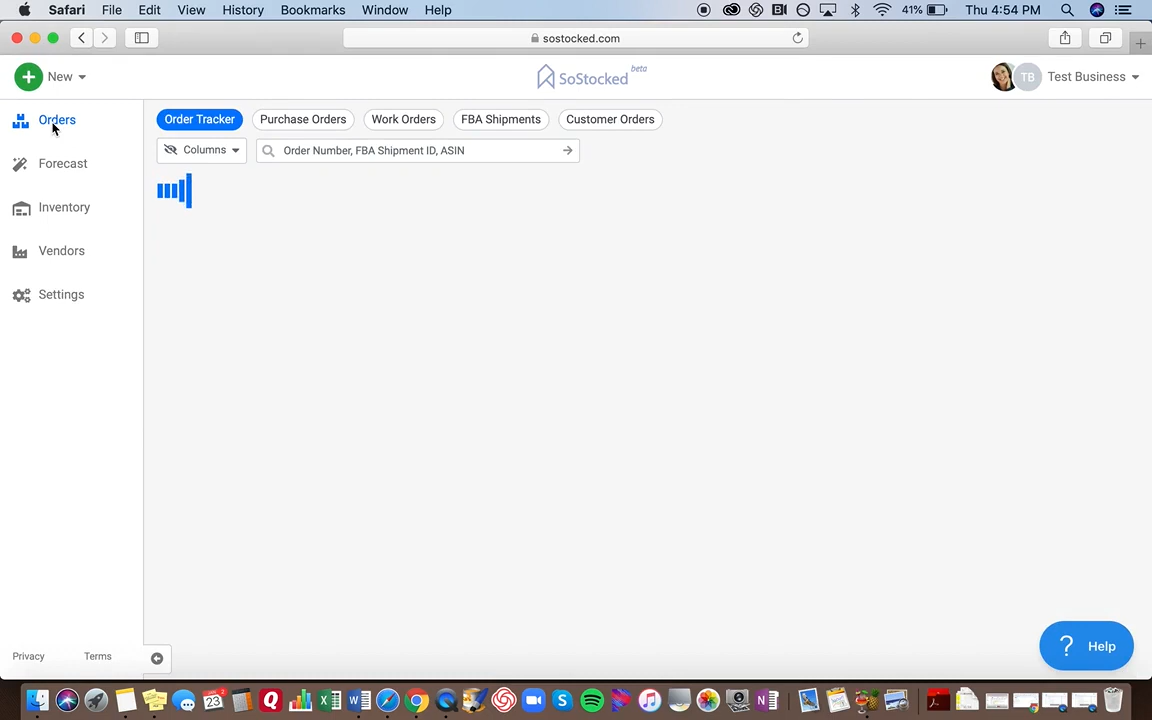 Safari File Edit View History Bookmarks Window Help 41% Thu 4:54 PM
sostocked.com
New
SoStocked beta
TB Test Business
Orders
Forecast
Inventory
Vendors
Settings
Order Tracker Purchase Orders Work Orders FBA Shipments Customer Orders
Columns Order Number, FBA Shipment ID, ASIN
? Help
Privacy Terms